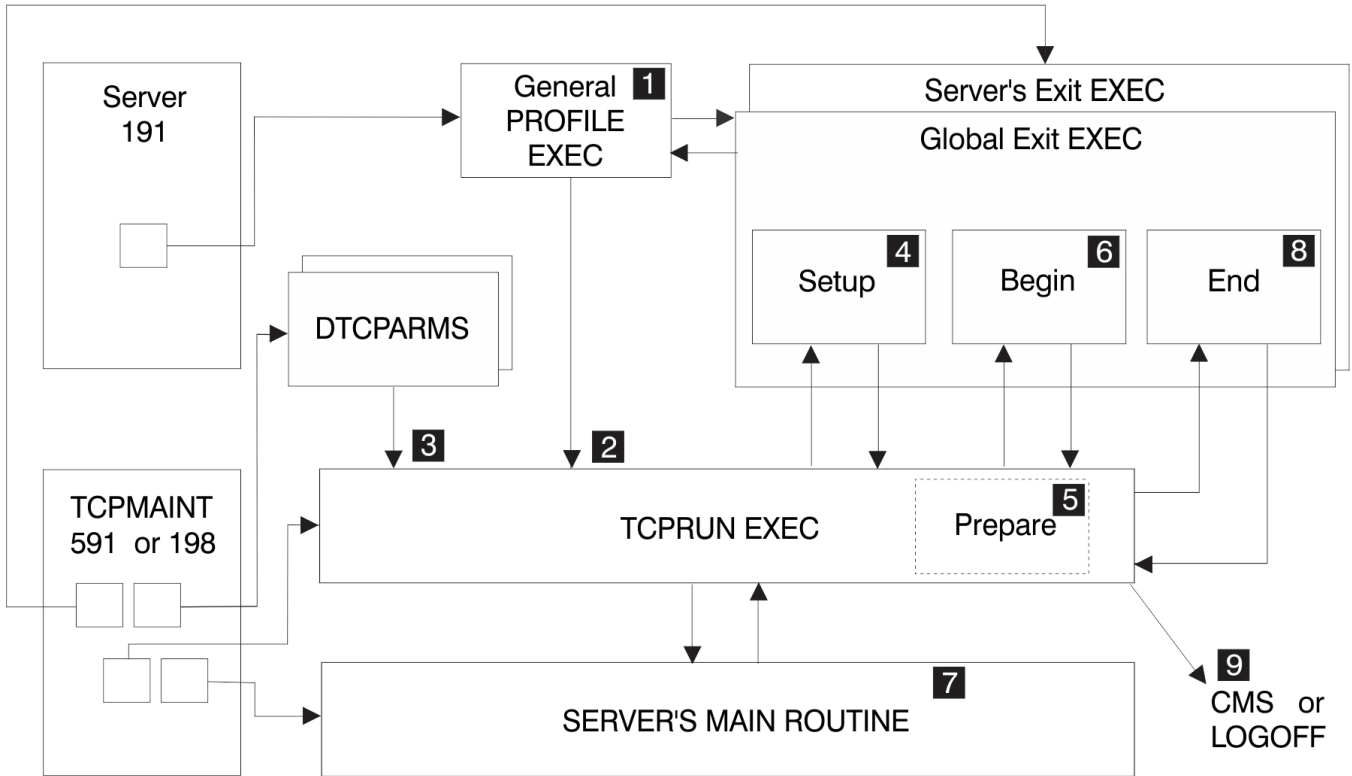 Server
191
General
PROFILE
EXEC
1
Server's Exit EXEC
Global Exit EXEC
Setup
4
Begin
6
End
8
DTCPARMS
3
2
TCPMAINT
591 or 198
TCPRUN EXEC
Prepare
5
SERVER'S MAIN ROUTINE
7
9
CMS or
LOGOFF